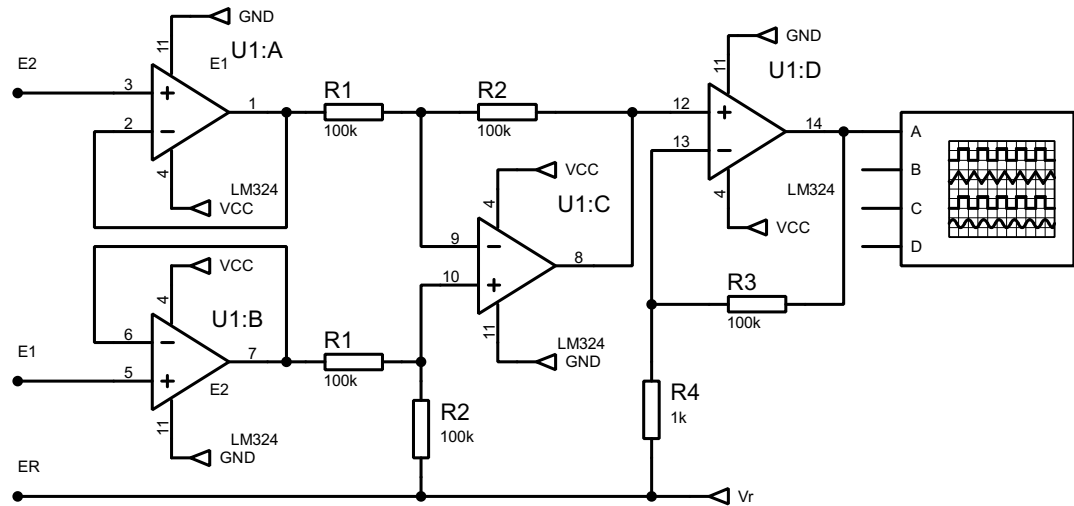 GND
11
U1:A
E2
E1
3
1
2
4
LM324
VCC
R1
100k
R2
100k
GND
11
U1:D
12
13
14
4
LM324
VCC
A
B
C
D
VCC
4
U1:C
9
10
8
11
LM324
GND
VCC
4
U1:B
6
7
5
E1
E2
11
LM324
GND
R1
100k
R2
100k
R3
100k
R4
1k
ER
Vr